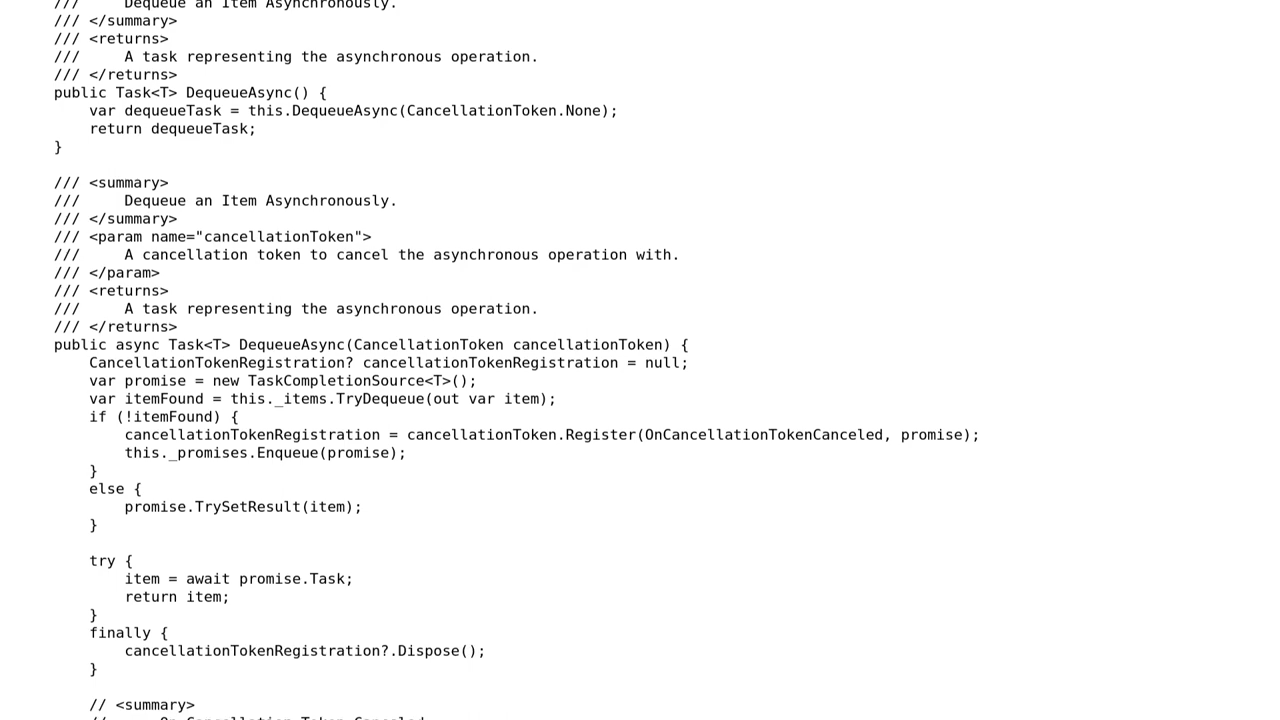 ///     Dequeue an Item Asynchronously.
/// </summary>
/// <returns>
///     A task representing the asynchronous operation.
/// </returns>
public Task<T> DequeueAsync() {
    var dequeueTask = this.DequeueAsync(CancellationToken.None);
    return dequeueTask;
}

/// <summary>
///     Dequeue an Item Asynchronously.
/// </summary>
/// <param name="cancellationToken">
///     A cancellation token to cancel the asynchronous operation with.
/// </param>
/// <returns>
///     A task representing the asynchronous operation.
/// </returns>
public async Task<T> DequeueAsync(CancellationToken cancellationToken) {
    CancellationTokenRegistration? cancellationTokenRegistration = null;
    var promise = new TaskCompletionSource<T>();
    var itemFound = this._items.TryDequeue(out var item);
    if (!itemFound) {
        cancellationTokenRegistration = cancellationToken.Register(OnCancellationTokenCanceled, promise);
        this._promises.Enqueue(promise);
    }
    else {
        promise.TrySetResult(item);
    }

    try {
        item = await promise.Task;
        return item;
    }
    finally {
        cancellationTokenRegistration?.Dispose();
    }

    // <summary>
    //     On Cancellation Token Canceled